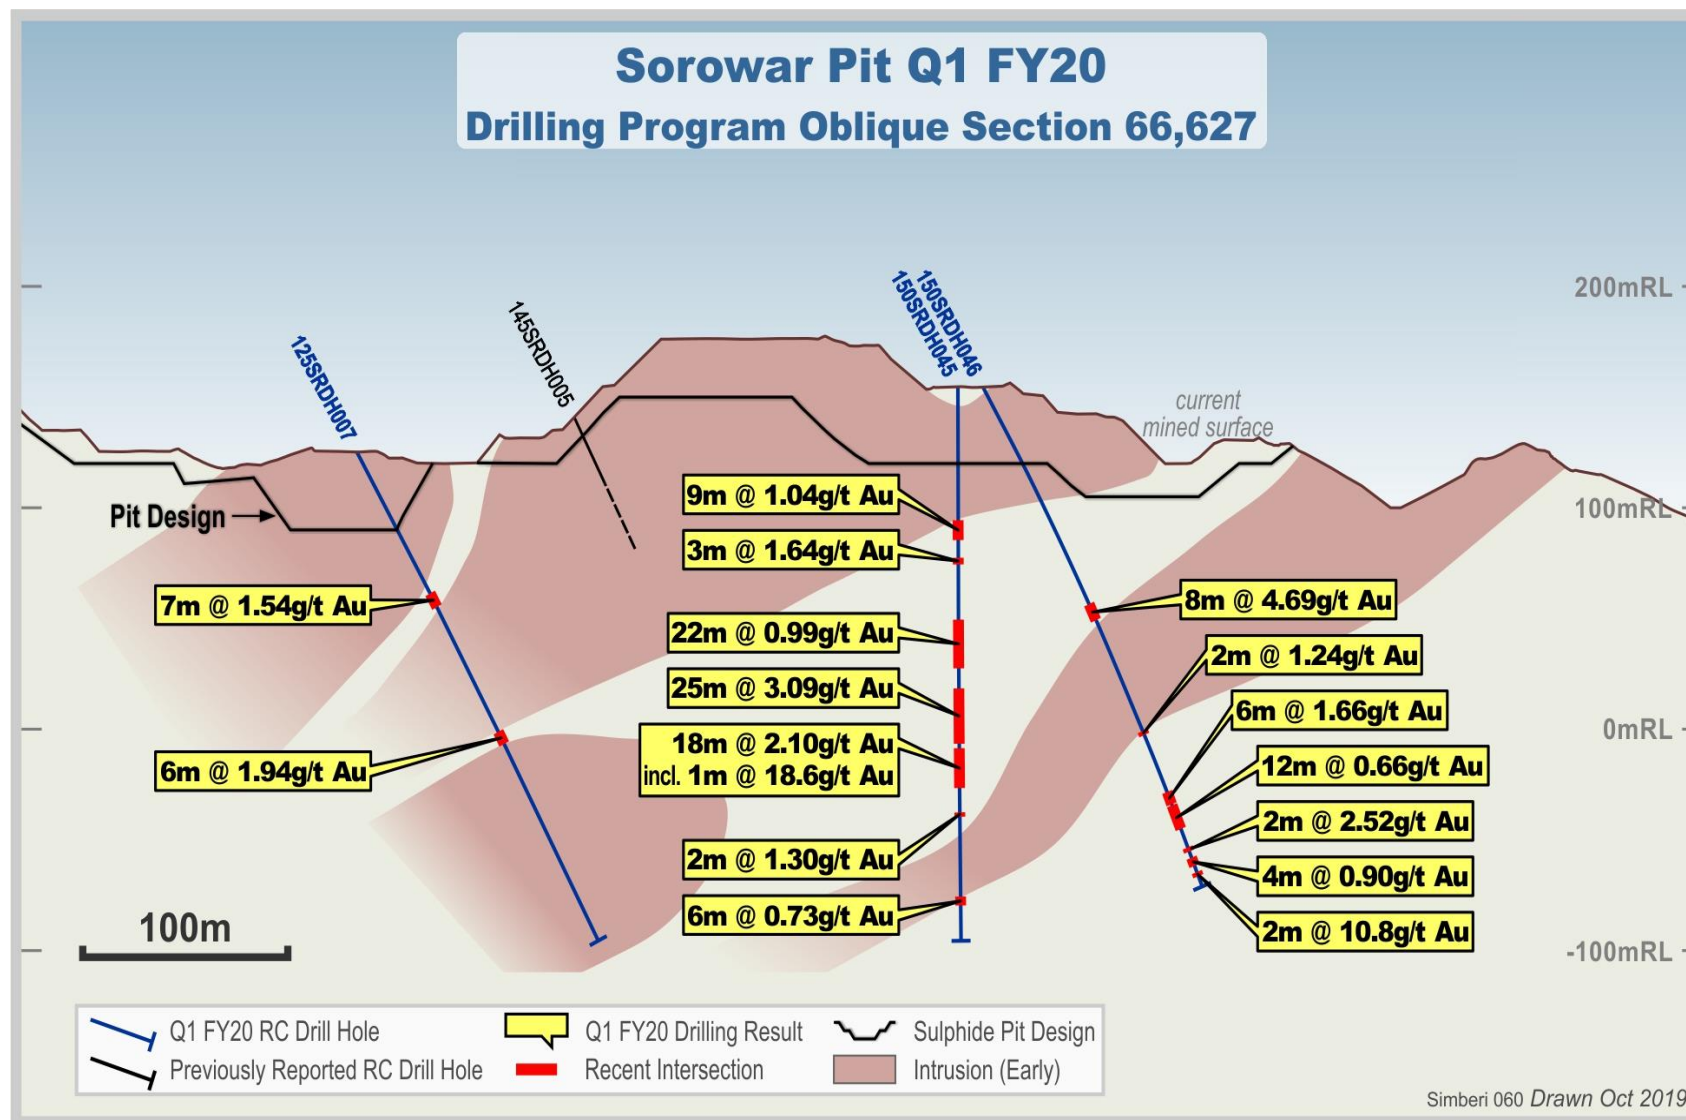 Sorowar Pit Q1 FY20
Drilling Program Oblique Section 66,627
200mRL
150SRDH046
150SRDH045
145SRDH005
125SRDH007
current
mined surface
9m @ 1.04g/t Au
100mRL
Pit Design
3m @ 1.64g/t Au
7m @ 1.54g/t Au
8m @ 4.69g/t Au
22m @ 0.99g/t Au
2m @ 1.24g/t Au
25m @ 3.09g/t Au
6m @ 1.66g/t Au
0mRL
18m @ 2.10g/t Au
incl. 1m @ 18.6g/t Au
6m @ 1.94g/t Au
12m @ 0.66g/t Au
2m @ 2.52g/t Au
2m @ 1.30g/t Au
4m @ 0.90g/t Au
6m @ 0.73g/t Au
2m @ 10.8g/t Au
100m
-100mRL
Q1 FY20 RC Drill Hole
Q1 FY20 Drilling Result
Sulphide Pit Design
Previously Reported RC Drill Hole
Recent Intersection
Intrusion (Early)
Simberi 060 Drawn Oct 2019